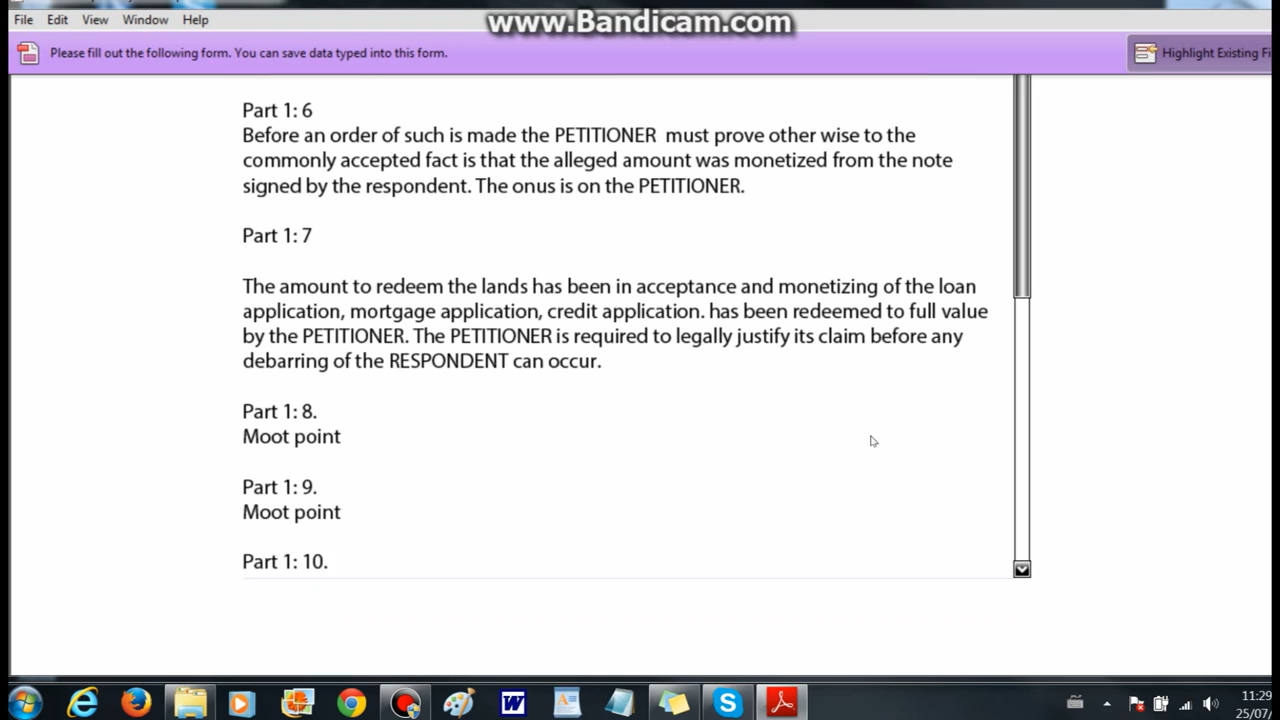 www.Bandicam.com
File Edit View Window Help
Please fill out the following form. You can save data typed into this form.
Highlight Existing Fi
Part 1: 6
Before an order of such is made the PETITIONER must prove other wise to the
commonly accepted fact is that the alleged amount was monetized from the note
signed by the respondent. The onus is on the PETITIONER.
Part 1: 7
The amount to redeem the lands has been in acceptance and monetizing of the loan
application, mortgage application, credit application. has been redeemed to full value
by the PETITIONER. The PETITIONER is required to legally justify its claim before any
debarring of the RESPONDENT can occur.
Part 1: 8.
Moot point
Part 1: 9.
Moot point
Part 1: 10.
11:29
25/07/